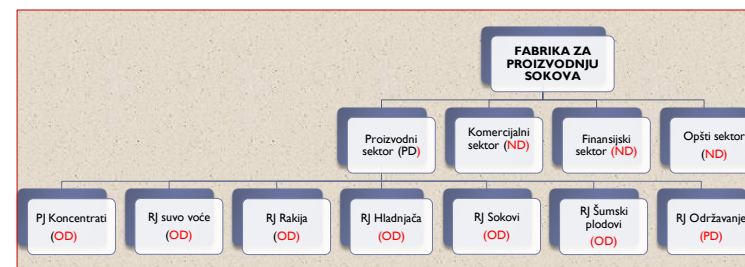 FABRIKA ZA
PROIZVODNJU
SOKOVA
Proizvodni
sektor (PD)
Komercijalni
sektor (ND)
Finansijski
sektor (ND)
Opšti sektor
(ND)
PJ Koncentrati
(OD)
RJ suvo voće
(OD)
RJ Rakija
(OD)
RJ Hladnjača
(OD)
RJ Sokovi
(OD)
RJ Šumski
plodovi
(OD)
RJ Održavanje
(PD)